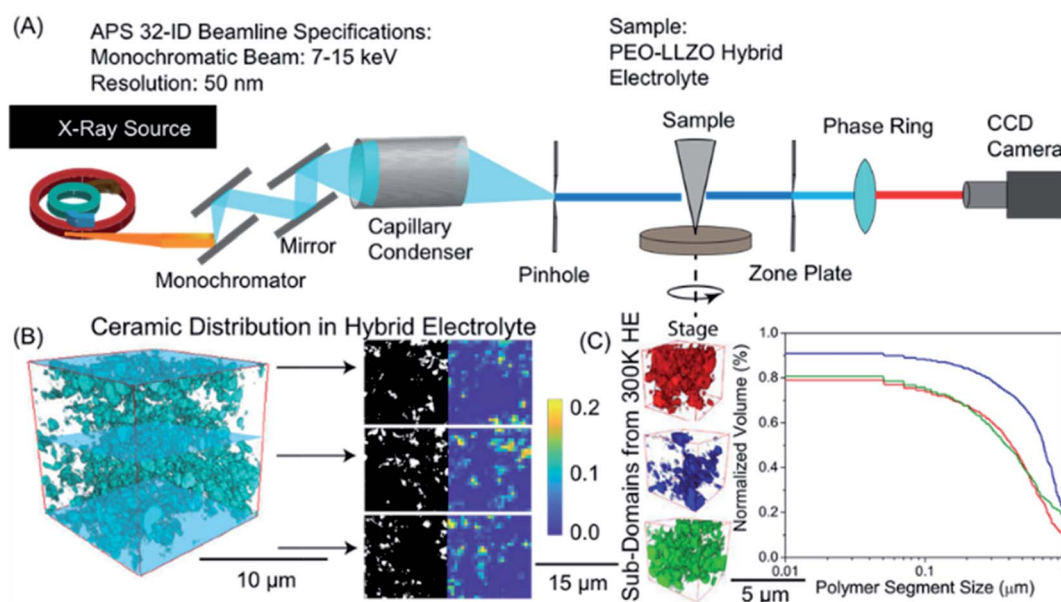 (A)
APS 32-ID Beamline Specifications:
Monochromatic Beam: 7-15 keV
Resolution: 50 nm
X-Ray Source
Sample:
PEO-LLZO Hybrid
Electrolyte
Sample
Phase Ring
CCD
Camera
Monochromator
Mirror
Capillary
Condenser
Pinhole
Zone Plate
Stage
(B)
Ceramic Distribution in Hybrid Electrolyte
10 μm
0.2
0.1
0.0
15 μm
(C)
Sub-Domains from 300K HE
5 μm
Normalized Volume (%)
1.0
0.8
0.6
0.4
0.2
0.0
0.01
0.1
Polymer Segment Size (μm)